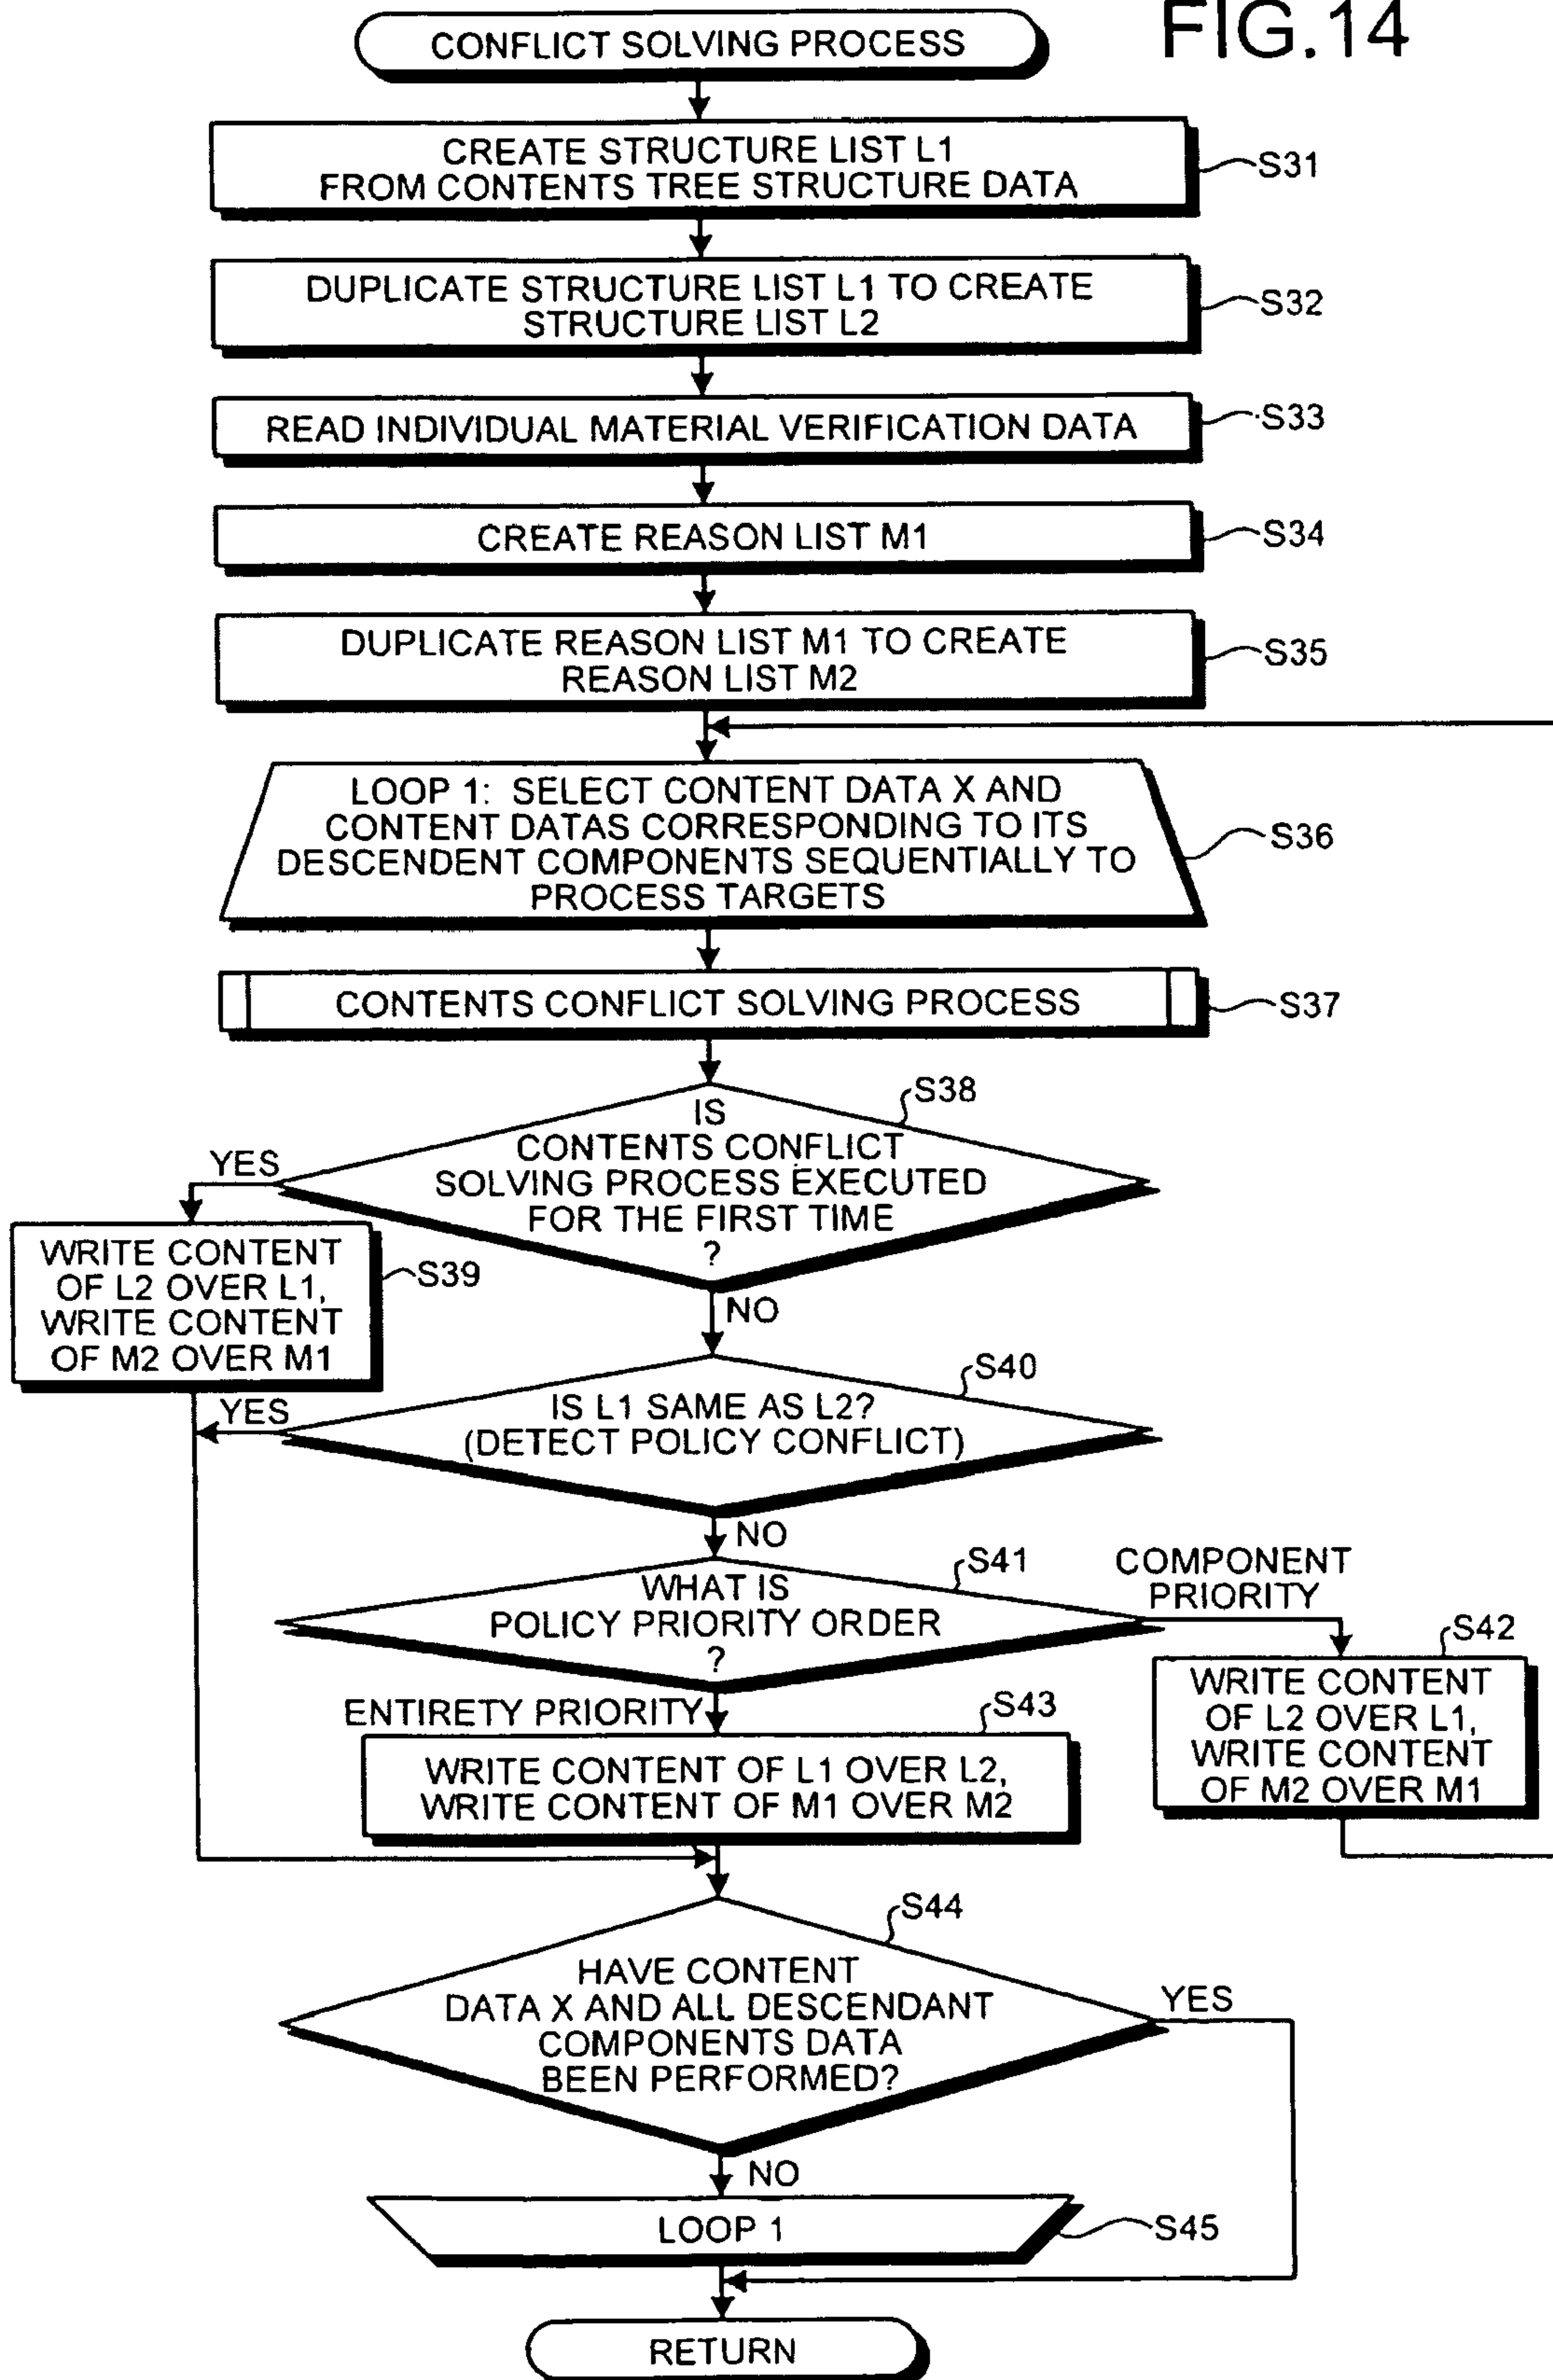 FIG.14
CONFLICT SOLVING PROCESS
CREATE STRUCTURE LIST L1
FROM CONTENTS TREE STRUCTURE DATA
S31
DUPLICATE STRUCTURE LIST L1 TO CREATE
STRUCTURE LIST L2
S32
READ INDIVIDUAL MATERIAL VERIFICATION DATA
S33
CREATE REASON LIST M1
S34
DUPLICATE REASON LIST M1 TO CREATE
REASON LIST M2
S35
LOOP 1: SELECT CONTENT DATA X AND
CONTENT DATAS CORRESPONDING TO ITS
DESCENDENT COMPONENTS SEQUENTIALLY TO
PROCESS TARGETS
S36
CONTENTS CONFLICT SOLVING PROCESS
S37
S38
IS
CONTENTS CONFLICT
SOLVING PROCESS EXECUTED
FOR THE FIRST TIME
?
YES
NO
WRITE CONTENT
OF L2 OVER L1,
WRITE CONTENT
OF M2 OVER M1
S39
S40
IS L1 SAME AS L2?
(DETECT POLICY CONFLICT)
YES
NO
S41
WHAT IS
POLICY PRIORITY ORDER
?
COMPONENT
PRIORITY
S42
WRITE CONTENT
OF L2 OVER L1,
WRITE CONTENT
OF M2 OVER M1
ENTIRETY PRIORITY
S43
WRITE CONTENT OF L1 OVER L2,
WRITE CONTENT OF M1 OVER M2
S44
HAVE CONTENT
DATA X AND ALL DESCENDANT
COMPONENTS DATA
BEEN PERFORMED?
YES
NO
LOOP 1
S45
RETURN